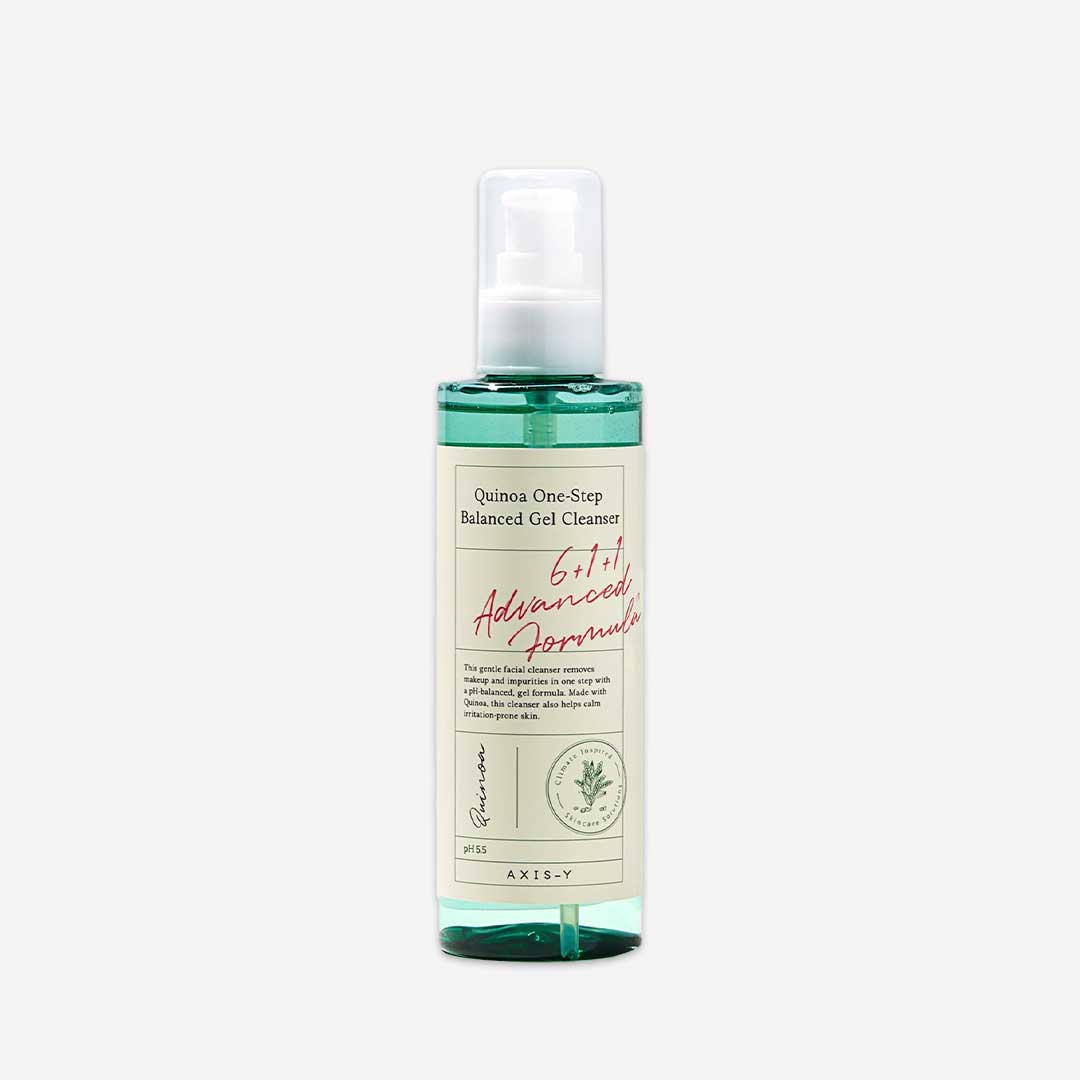 Quinoa One-Step
Balanced Gel Cleanser
6+1+1
Advanced
Formula™
This gentle facial cleanser removes
makeup and impurities in one step with
a pH-balanced, gel formula. Made with
Quinoa, this cleanser also helps calm
irritation-prone skin.
Quinoa
Climate Inspired
Skincare Solutions
pH 5.5
AXIS-Y